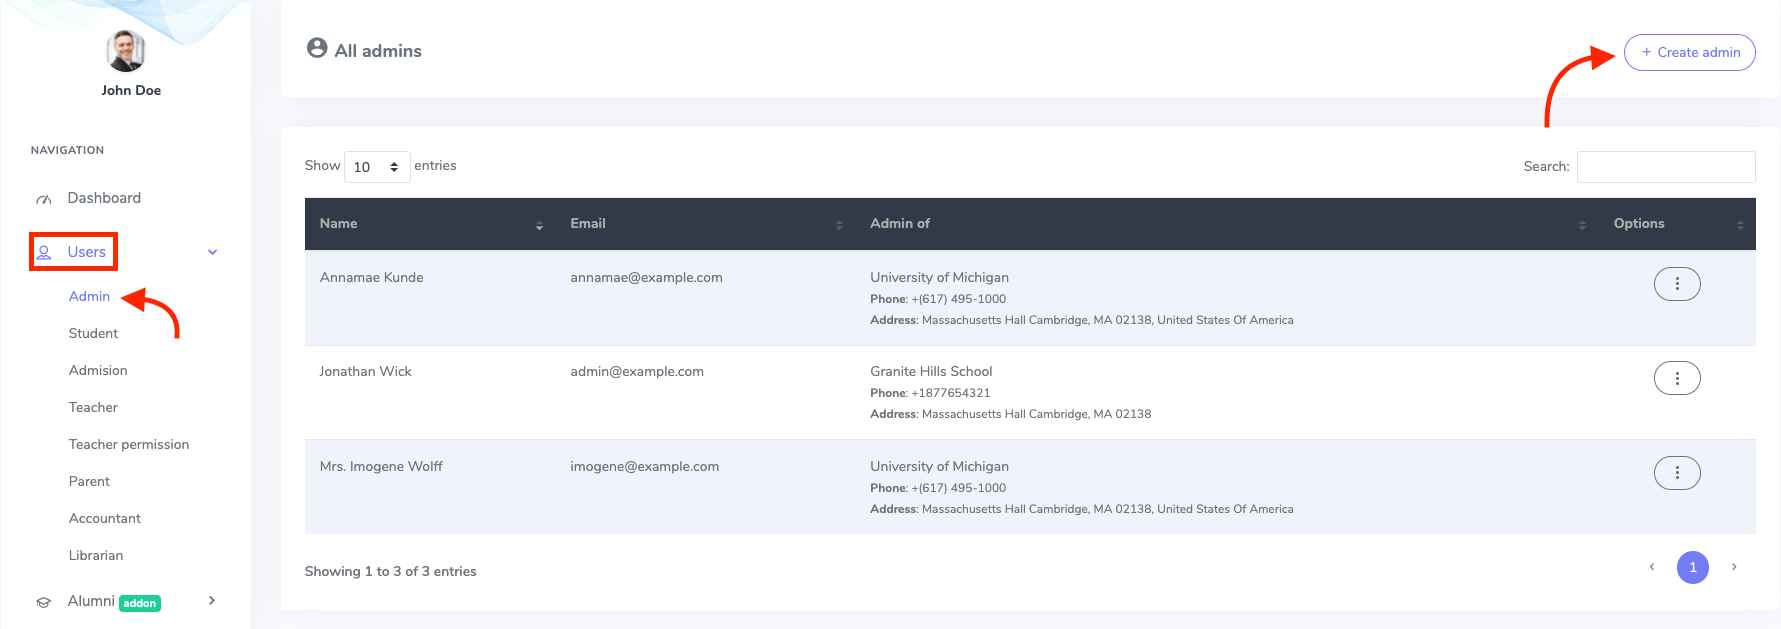 John Doe
NAVIGATION
Dashboard
Users
Admin
Student
Admision
Teacher
Teacher permission
Parent
Accountant
Librarian
Alumni addon
All admins
+ Create admin
Show 10 entries
Search:
Name Email Admin of Options
Annamae Kunde annamae@example.com University of Michigan
Phone: +(617) 495-1000
Address: Massachusetts Hall Cambridge, MA 02138, United States Of America
Jonathan Wick admin@example.com Granite Hills School
Phone: +1877654321
Address: Massachusetts Hall Cambridge, MA 02138
Mrs. Imogene Wolff imogene@example.com University of Michigan
Phone: +(617) 495-1000
Address: Massachusetts Hall Cambridge, MA 02138, United States Of America
Showing 1 to 3 of 3 entries
1